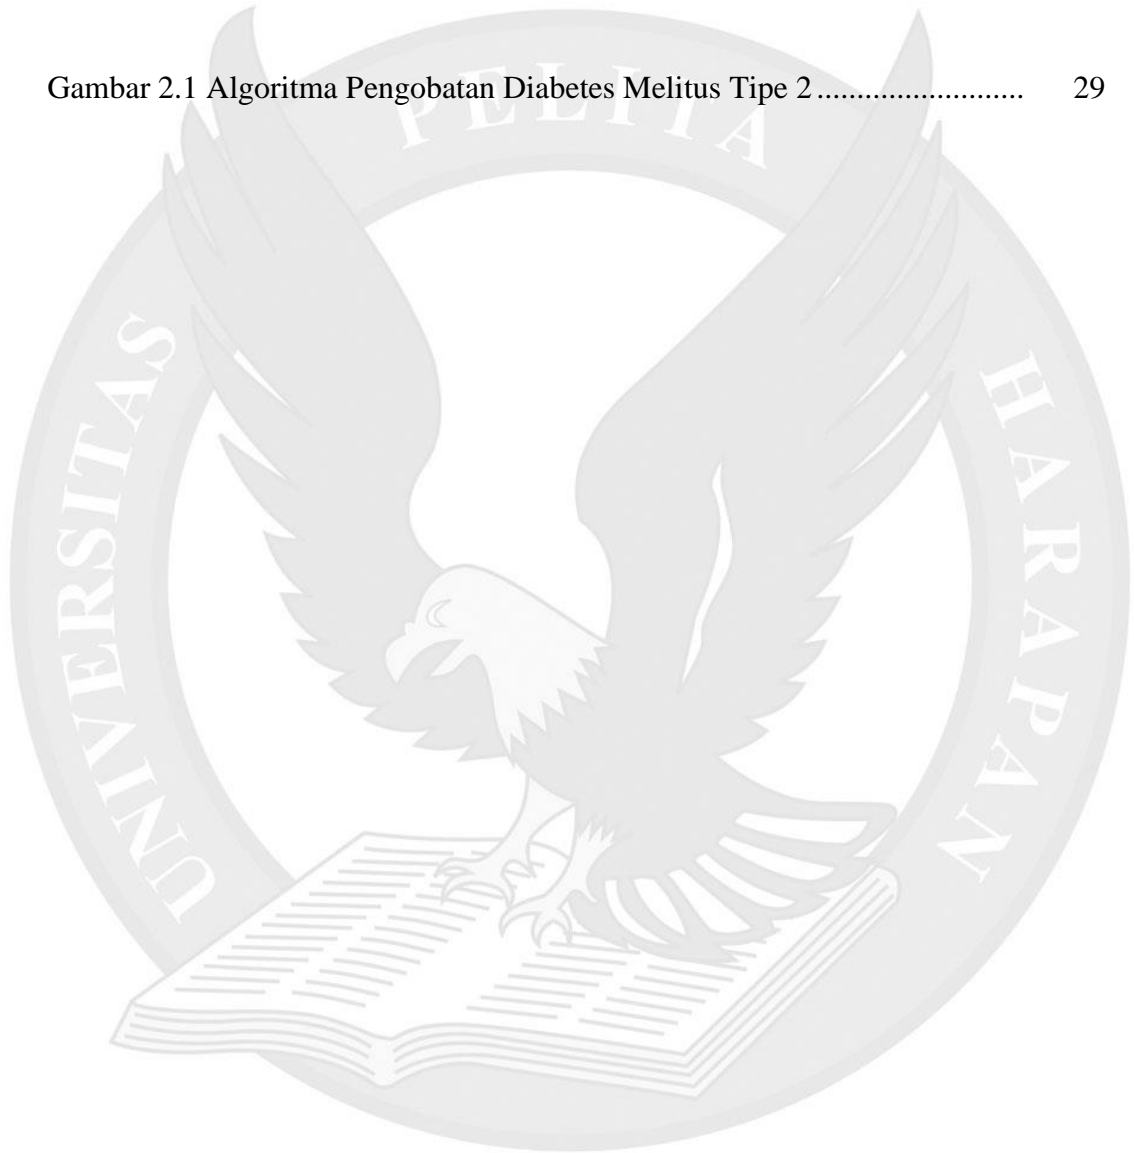 Gambar 2.1 Algoritma Pengobatan Diabetes Melitus Tipe 2 .......................... 29
UNIVERSITAS PELITA HARAPAN